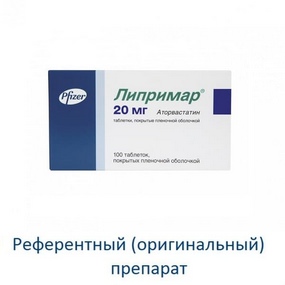 Pfizer
Липримар®
20 мг
Аторвастатин
таблетки, покрытые пленочной оболочкой
100 таблеток,
покрытых пленочной оболочкой
Референтный (оригинальный)
препарат